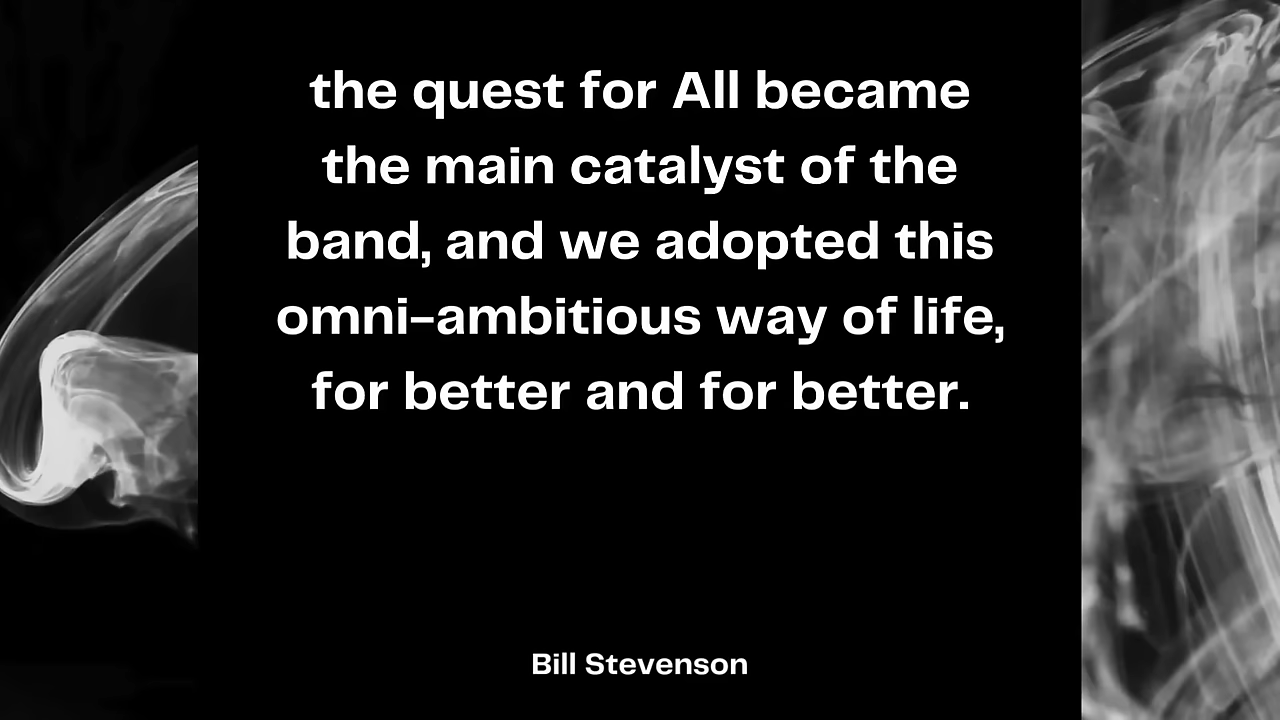 the quest for All became
the main catalyst of the
band, and we adopted this
omni-ambitious way of life,
for better and for better.
Bill Stevenson